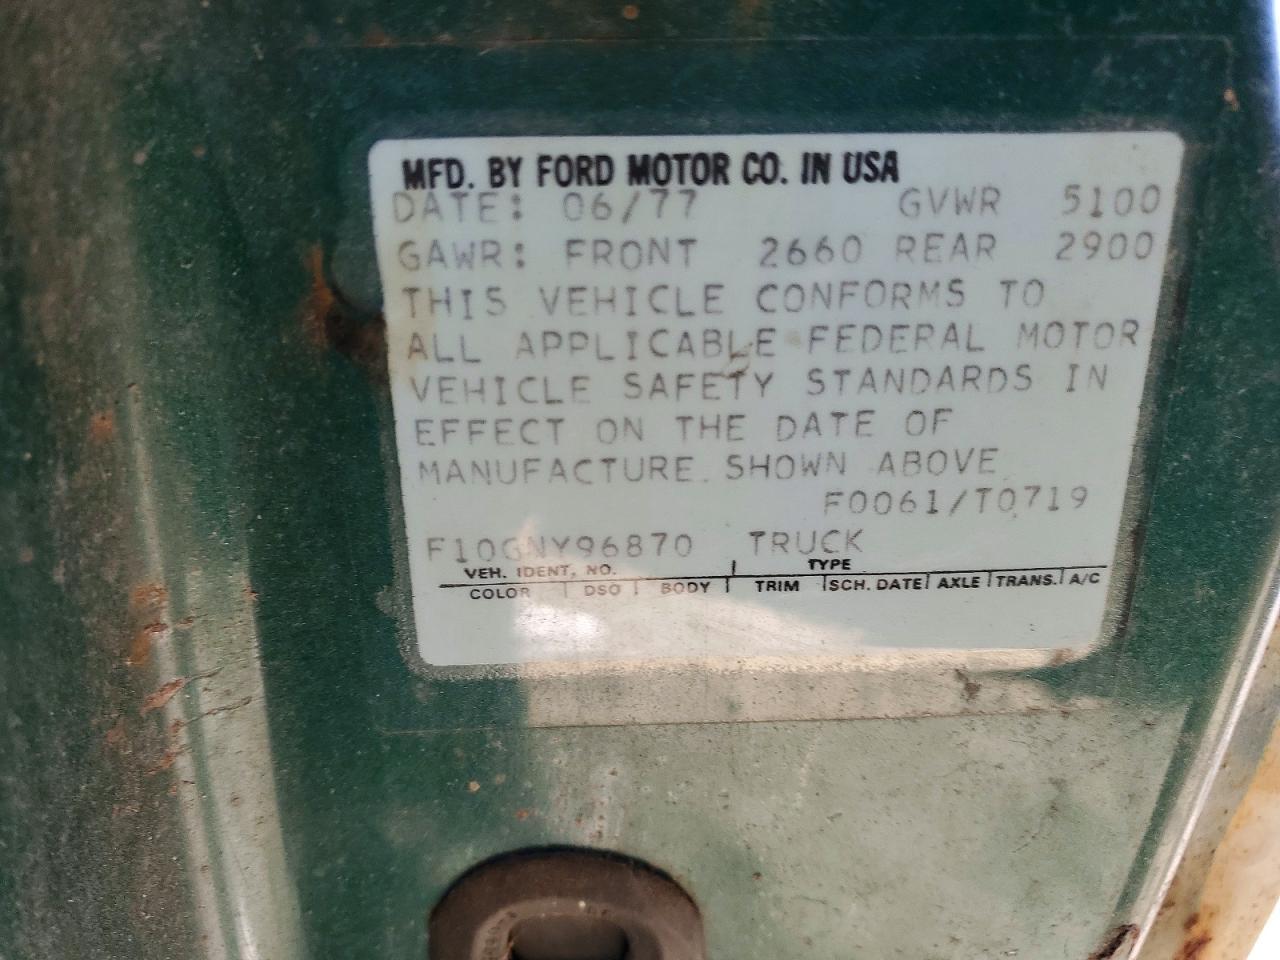 MFD. BY FORD MOTOR CO. IN USA
DATE: 06/77 GVWR 5100
GAWR: FRONT 2660 REAR 2900
THIS VEHICLE CONFORMS TO
ALL APPLICABLE FEDERAL MOTOR
VEHICLE SAFETY STANDARDS IN
EFFECT ON THE DATE OF
MANUFACTURE SHOWN ABOVE
F0061/T0719
F10GNY96870 TRUCK
VEH. IDENT. NO. TYPE
COLOR DSO BODY TRIM SCH. DATE AXLE TRANS. A/C